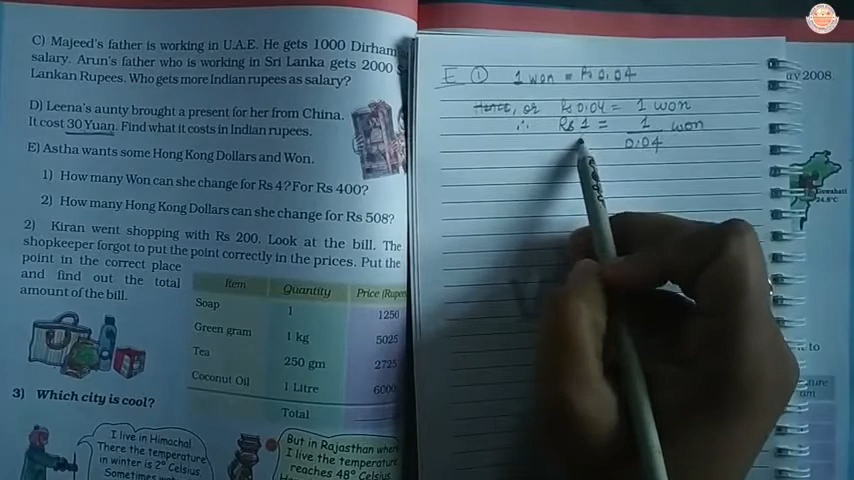 C) Majeed's father is working in U.A.E. He gets 1000 Dirham
salary. Arun's father who is working in Sri Lanka gets 2000 S
Lankan Rupees. Who gets more Indian rupees as salary?
D) Leena's aunty brought a present for her from China.
It cost 30 Yuan. Find what it costs in Indian rupees.
E) Astha wants some Hong Kong Dollars and Won.
1) How many Won can she change for Rs 4? For Rs 400?
2) How many Hong Kong Dollars can she change for Rs 508?
2) Kiran went shopping with Rs 200. Look at the bill. The
shopkeeper forgot to put the point correctly in the prices. Put the
point in the correct place
and find out the total
amount of the bill.
Item Quantity Price (Rupee
Soap 1 1250
Green gram 1 kg 5025
Tea 250 gm 2725
Coconut Oil 1 Litre 6000
Total
3) Which city is cool?
I live in Himachal
There the temperature
in winter is 2° Celsius.
Sometimes
But in Rajasthan where
I live the temperature
reaches 48° Celsius.
E ① 1 won = Rs 0.04
Hence, or Rs 0.04 = 1 won
∴ Rs 1 = 1/0.04 won
2008
Guwahati
24.8°C
to